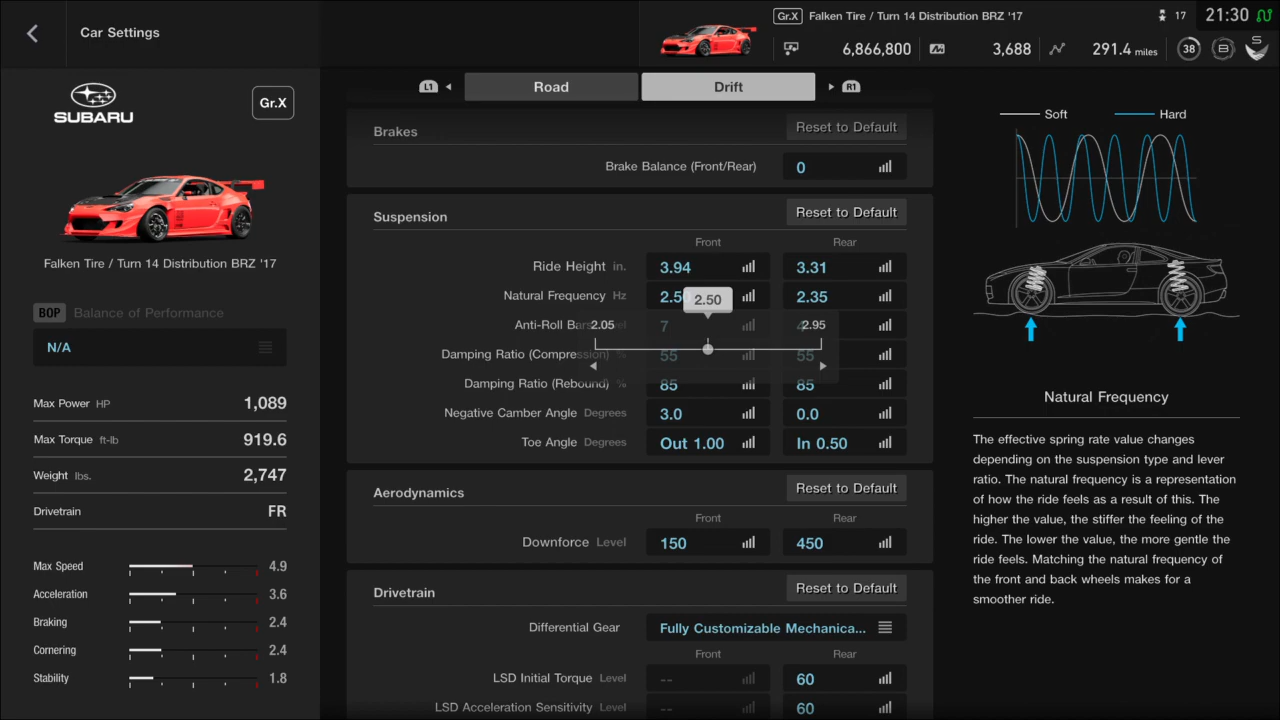 Car Settings
Gr.X Falken Tire / Turn 14 Distribution BRZ '17
17 21:30
6,866,800 3,688 291.4 miles 38 B S
SUBARU
Gr.X
Falken Tire / Turn 14 Distribution BRZ '17
BOP Balance of Performance
N/A
Max Power HP 1,089
Max Torque ft-lb 919.6
Weight lbs. 2,747
Drivetrain FR
Max Speed 4.9
Acceleration 3.6
Braking 2.4
Cornering 2.4
Stability 1.8
L1 Road Drift R1
Brakes Reset to Default
Brake Balance (Front/Rear) 0
Suspension Reset to Default
Front Rear
Ride Height in. 3.94 3.31
Natural Frequency Hz 2.50 2.35
2.50
Anti-Roll Bars Level 7
2.05 2.95
Damping Ratio (Compression) % 55 55
Damping Ratio (Rebound) % 85 85
Negative Camber Angle Degrees 3.0 0.0
Toe Angle Degrees Out 1.00 In 0.50
Aerodynamics Reset to Default
Front Rear
Downforce Level 150 450
Drivetrain Reset to Default
Differential Gear Fully Customizable Mechanica...
Front Rear
LSD Initial Torque Level -- 60
LSD Acceleration Sensitivity Level -- 60
Soft Hard
Natural Frequency
The effective spring rate value changes
depending on the suspension type and lever
ratio. The natural frequency is a representation
of how the ride feels as a result of this. The
higher the value, the stiffer the feeling of the
ride. The lower the value, the more gentle the
ride feels. Matching the natural frequency of
the front and back wheels makes for a
smoother ride.